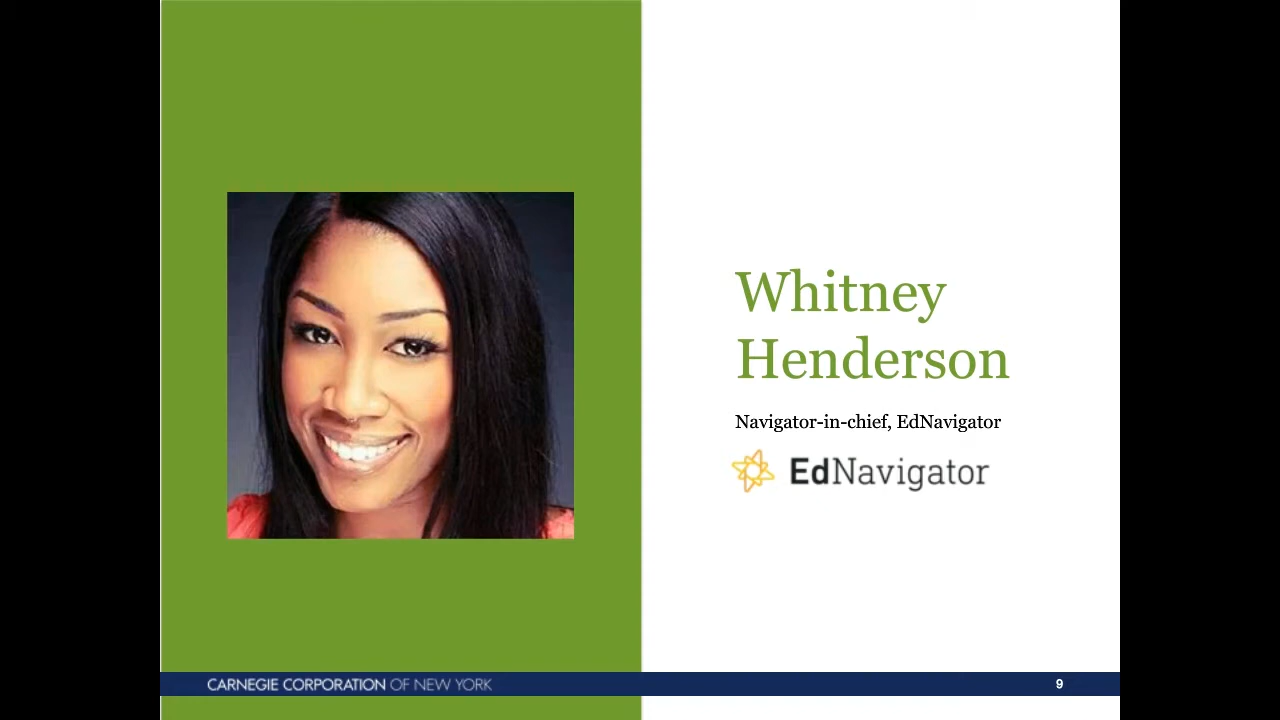 Whitney
Henderson
Navigator-in-chief, EdNavigator
EdNavigator
CARNEGIE CORPORATION OF NEW YORK
9